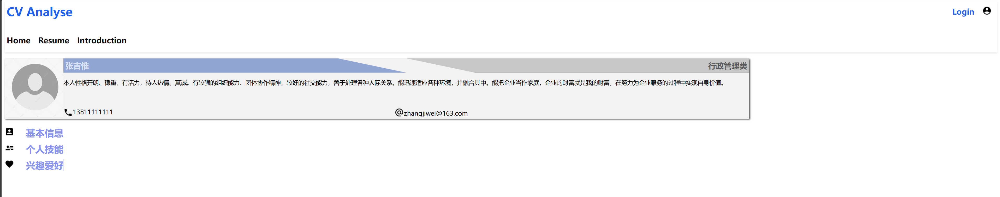 CV Analyse
Login
Home Resume Introduction
张吉惟
行政管理类
本人性格开朗、稳重、有活力，待人热情、真诚。有较强的组织能力、团体协作精神，较好的社交能力，善于处理各种人际关系。能迅速适应各种环境，并融合其中。能把企业当作家庭，企业的财富就是我的财富，在努力为企业服务的过程中实现自身价值。
13811111111
zhangjiwei@163.com
基本信息
个人技能
兴趣爱好